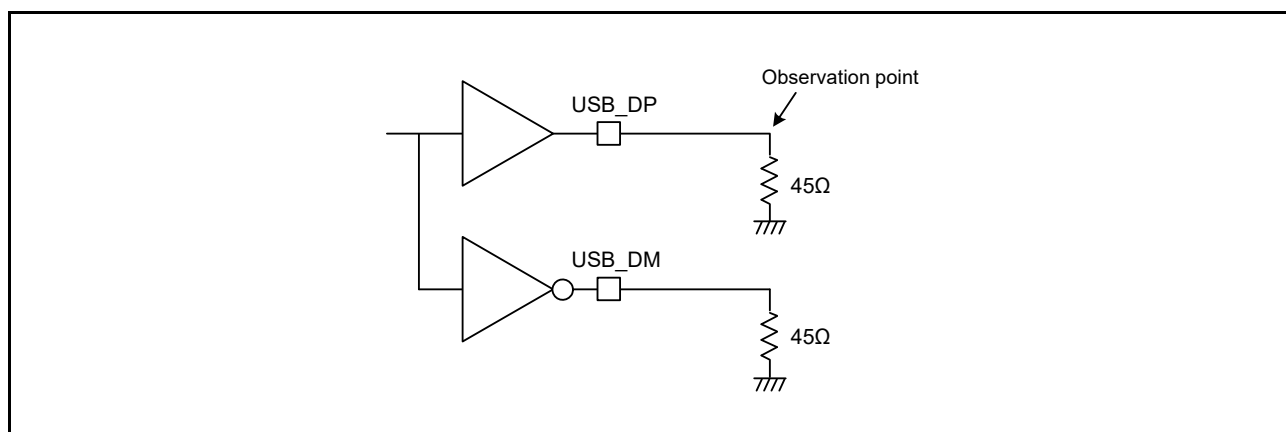 Observation point
USB_DP
45Ω
USB_DM
45Ω